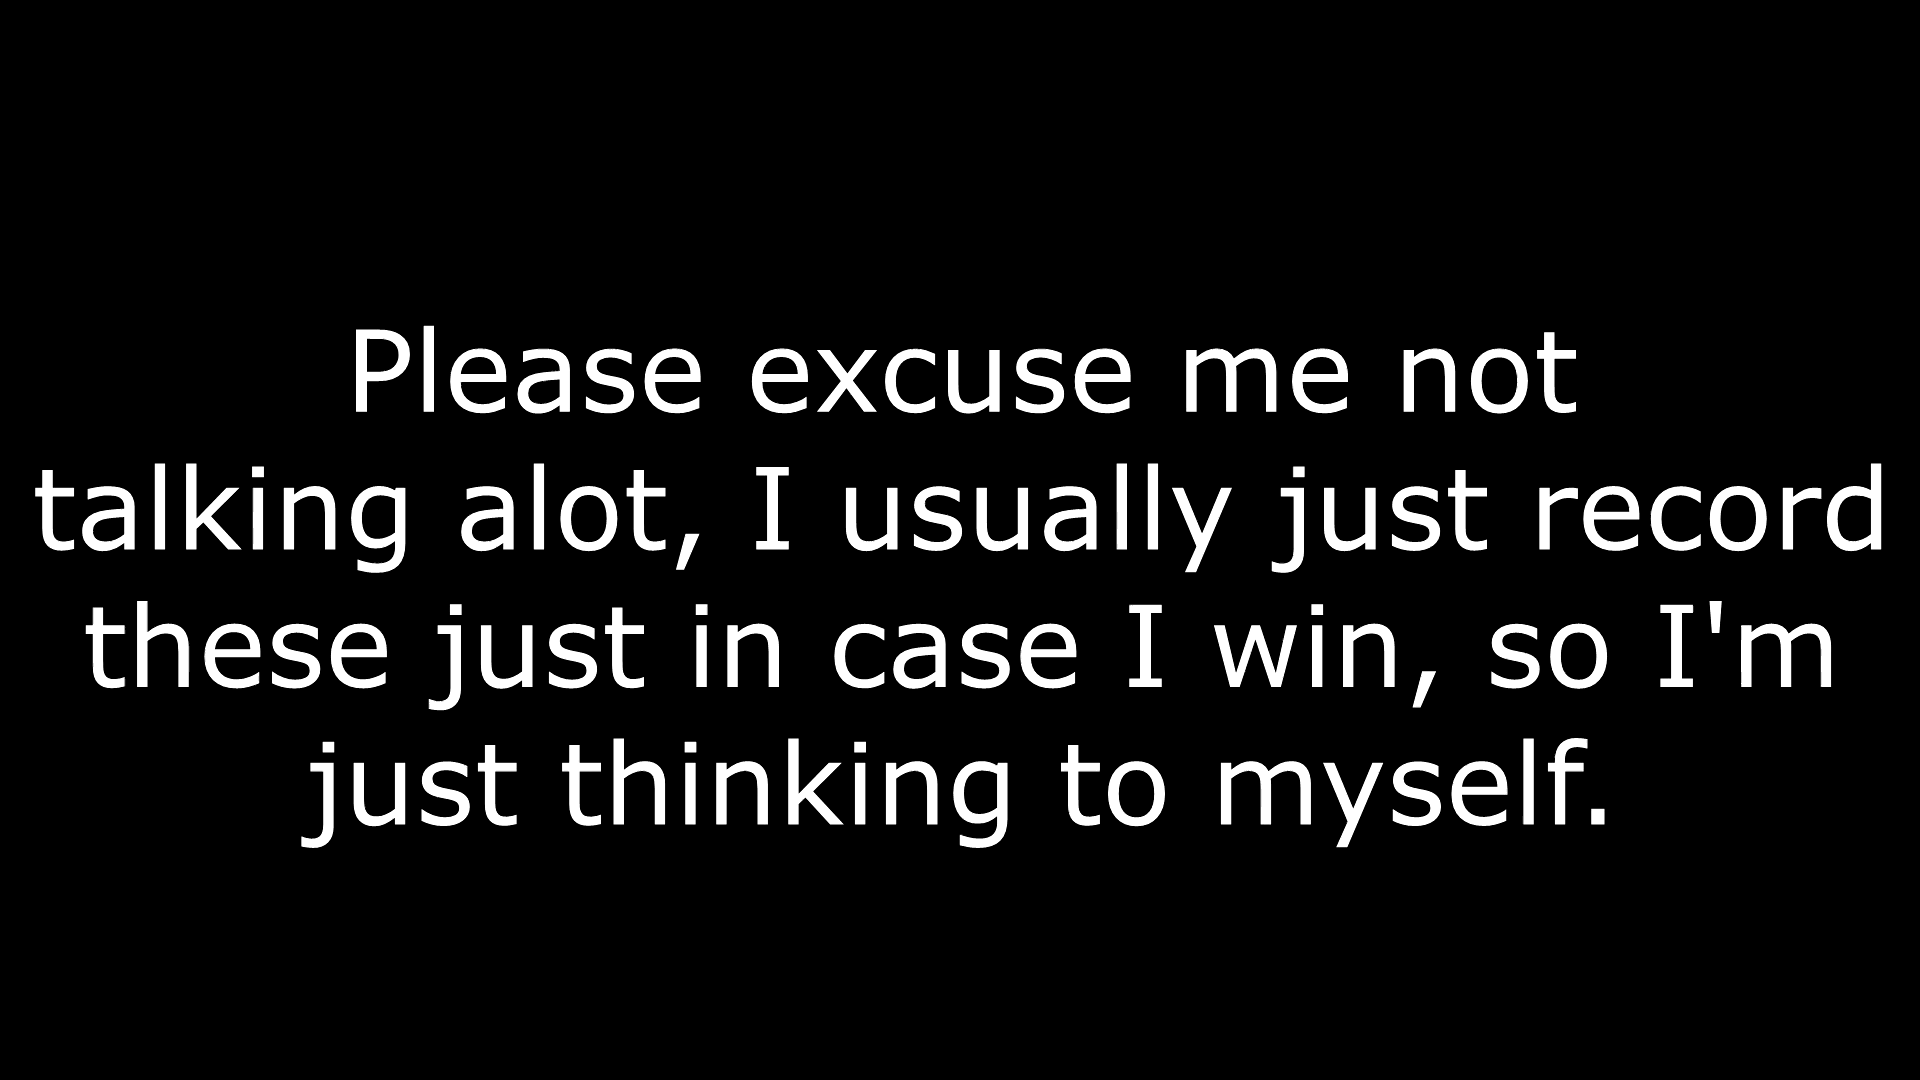 Please excuse me not
talking alot, I usually just record
these just in case I win, so I'm
just thinking to myself.